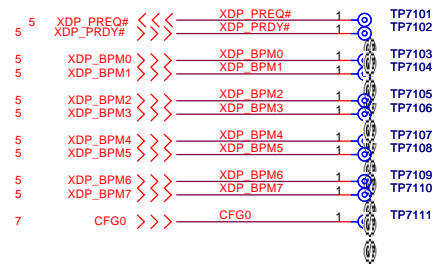 5 XDP_PREQ# XDP_PREQ# 1 TP7101
5 XDP_PRDY# XDP_PRDY# 1 TP7102
5 XDP_BPM0 XDP_BPM0 1 TP7103
5 XDP_BPM1 XDP_BPM1 1 TP7104
5 XDP_BPM2 XDP_BPM2 1 TP7105
5 XDP_BPM3 XDP_BPM3 1 TP7106
5 XDP_BPM4 XDP_BPM4 1 TP7107
5 XDP_BPM5 XDP_BPM5 1 TP7108
5 XDP_BPM6 XDP_BPM6 1 TP7109
5 XDP_BPM7 XDP_BPM7 1 TP7110
7 CFG0 CFG0 1 TP7111